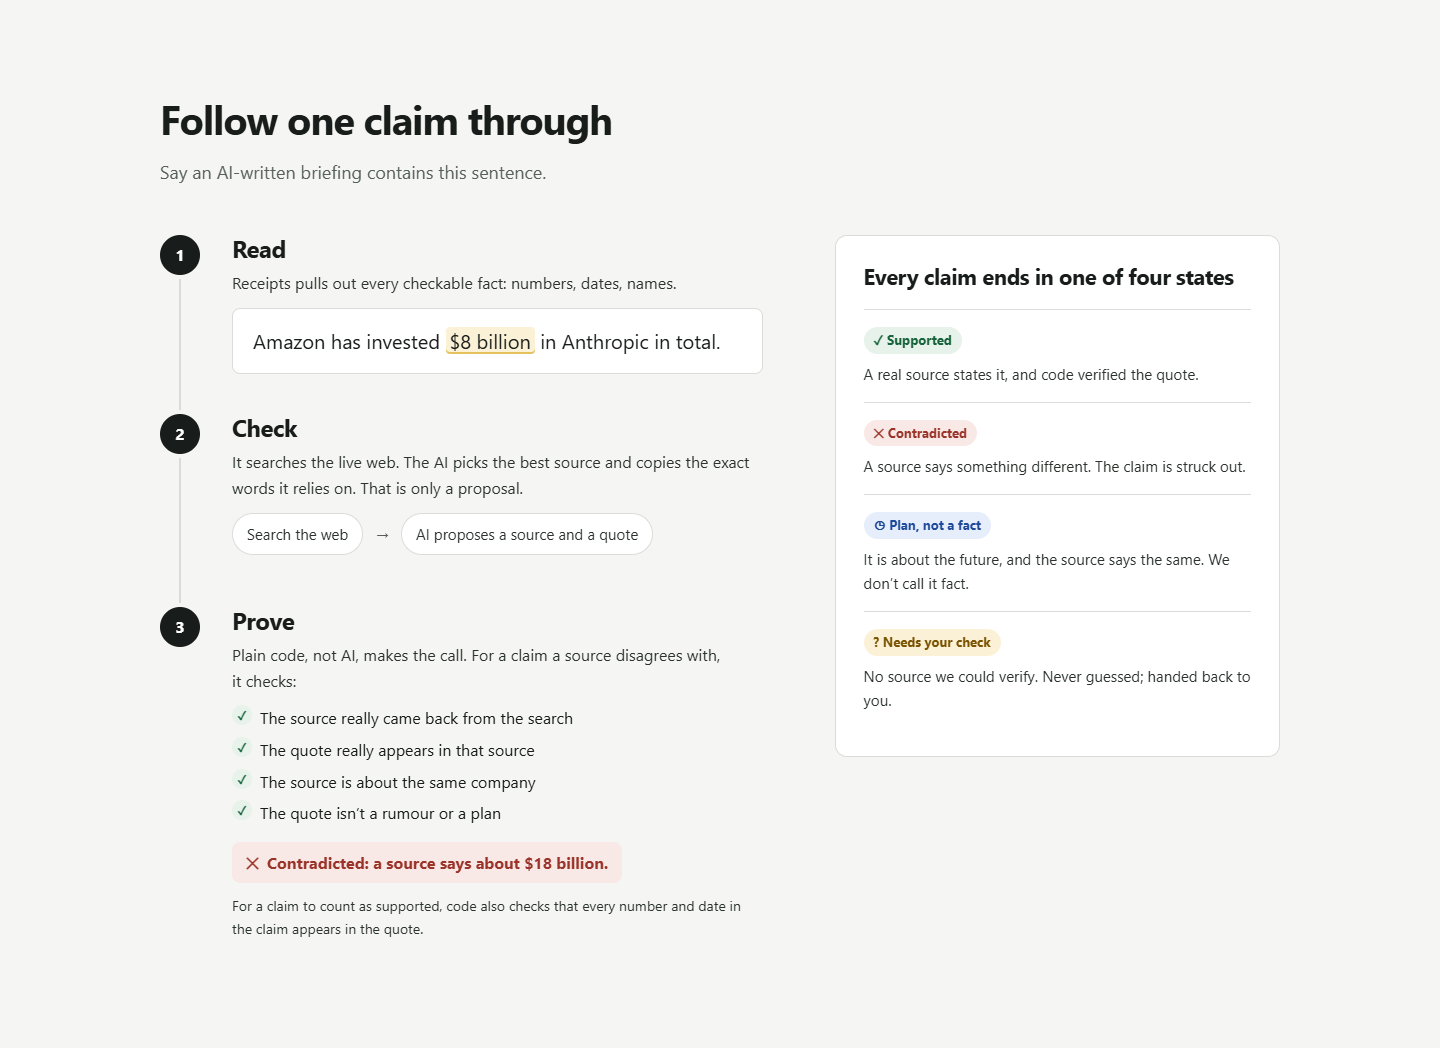 Follow one claim through
Say an AI-written briefing contains this sentence.
1
Read
Receipts pulls out every checkable fact: numbers, dates, names.
Amazon has invested $8 billion in Anthropic in total.
2
Check
It searches the live web. The AI picks the best source and copies the exact
words it relies on. That is only a proposal.
Search the web → AI proposes a source and a quote
3
Prove
Plain code, not AI, makes the call. For a claim a source disagrees with,
it checks:
✓ The source really came back from the search
✓ The quote really appears in that source
✓ The source is about the same company
✓ The quote isn’t a rumour or a plan
✕ Contradicted: a source says about $18 billion.
For a claim to count as supported, code also checks that every number and date in
the claim appears in the quote.
Every claim ends in one of four states
✓ Supported
A real source states it, and code verified the quote.
✕ Contradicted
A source says something different. The claim is struck out.
◷ Plan, not a fact
It is about the future, and the source says the same. We
don’t call it fact.
? Needs your check
No source we could verify. Never guessed; handed back to
you.